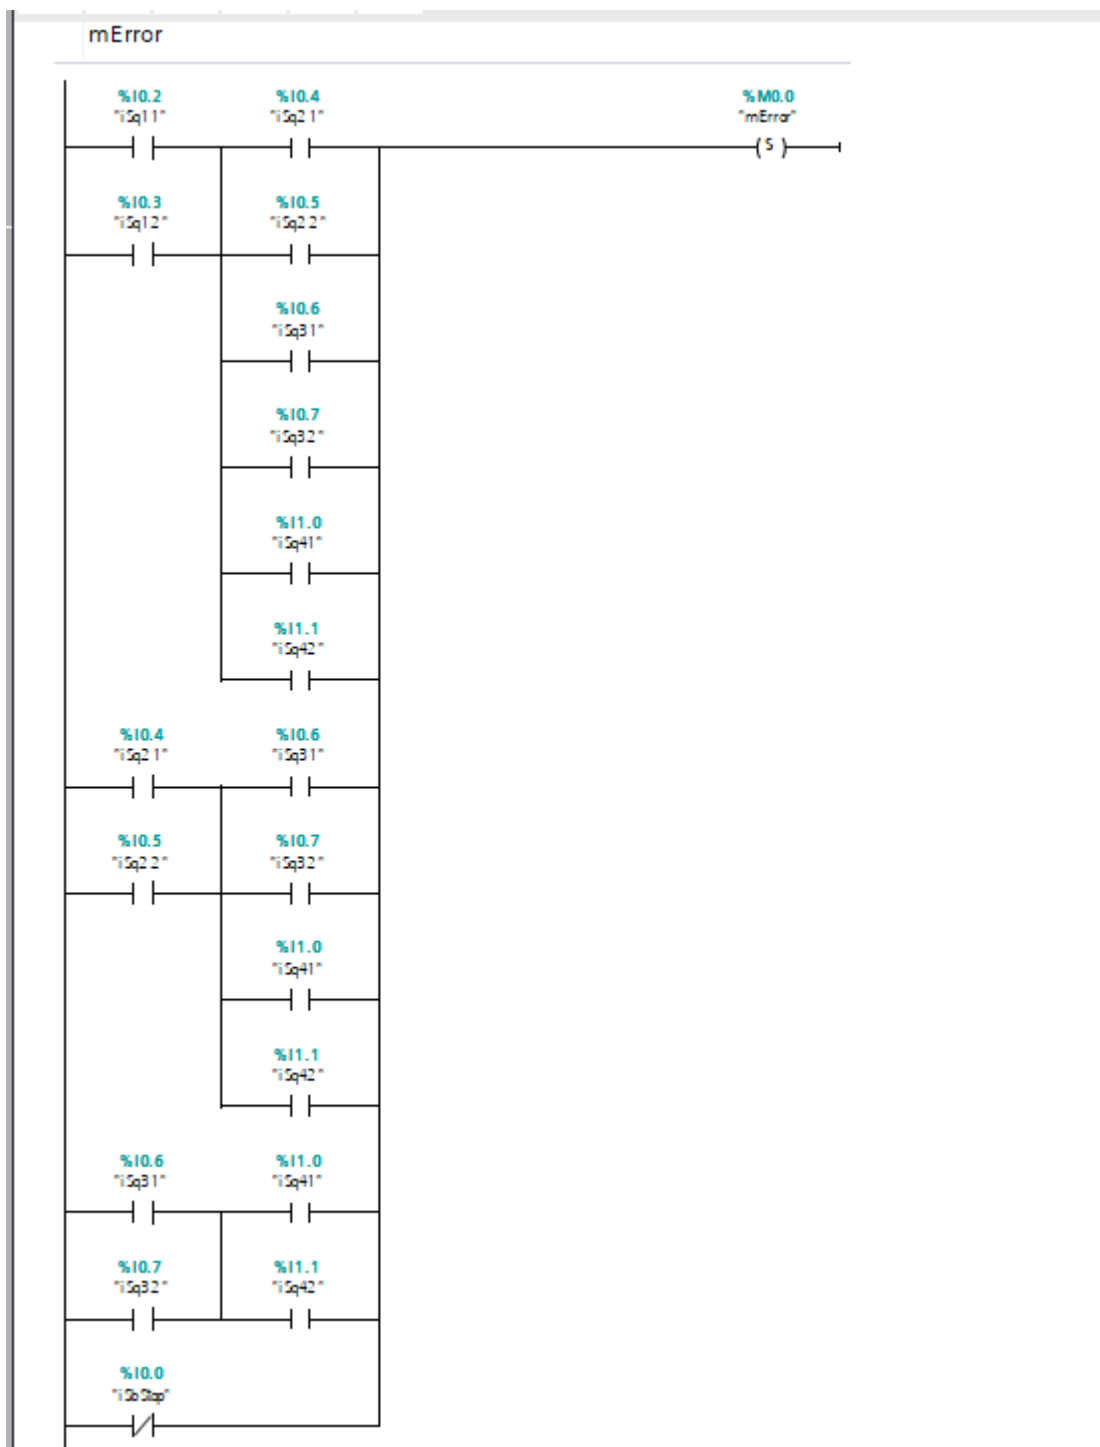 mError
%I0.2 %I0.4 %M0.0
"iSq11" "iSq21" "mError"
S
%I0.3 %I0.5
"iSq12" "iSq22"
%I0.6
"iSq31"
%I0.7
"iSq32"
%I1.0
"iSq41"
%I1.1
"iSq42"
%I0.4 %I0.6
"iSq21" "iSq31"
%I0.5 %I0.7
"iSq22" "iSq32"
%I1.0
"iSq41"
%I1.1
"iSq42"
%I0.6 %I1.0
"iSq31" "iSq41"
%I0.7 %I1.1
"iSq32" "iSq42"
%I0.0
"iSbStop"